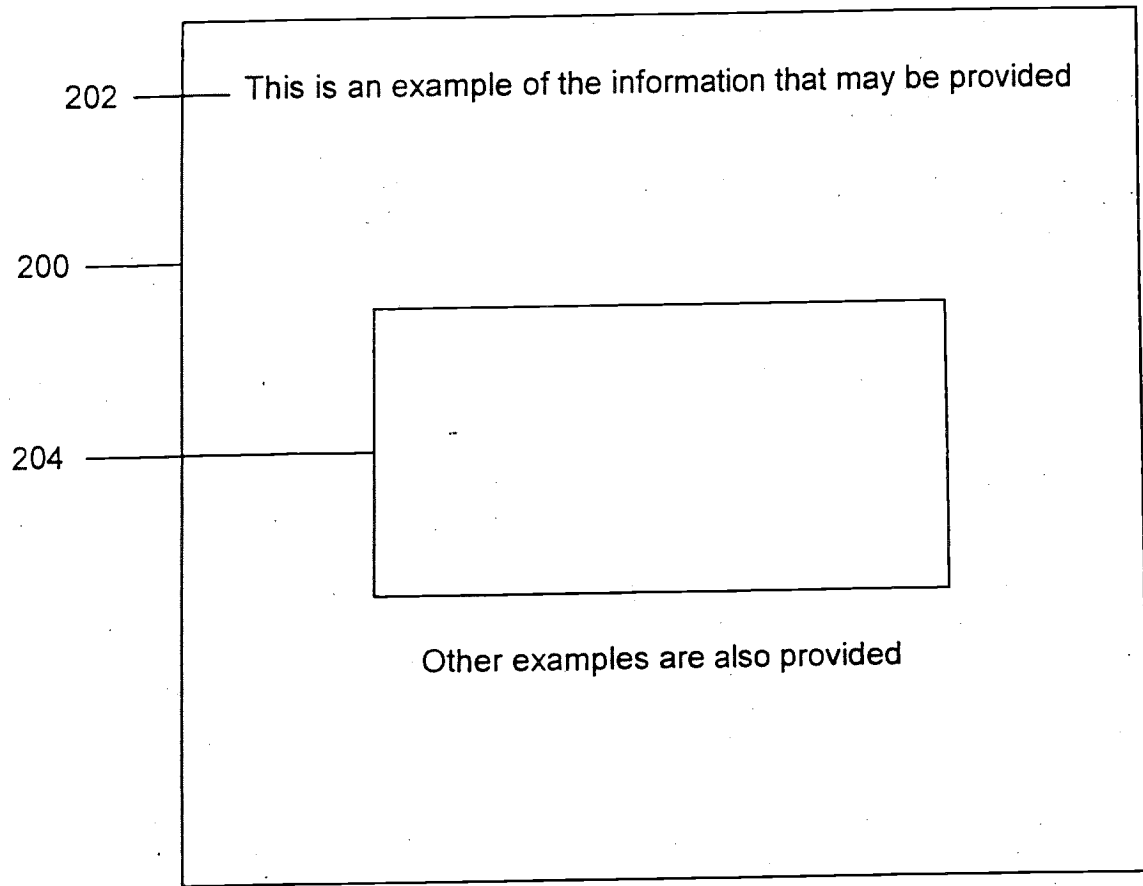 202 This is an example of the information that may be provided
200
204
Other examples are also provided